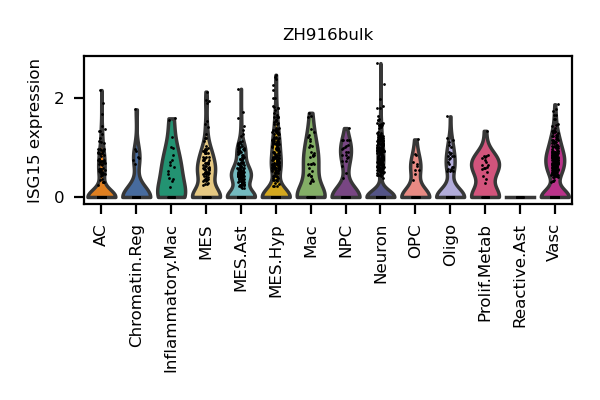 ZH916bulk
ISG15 expression
2
0
AC
Chromatin.Reg
Inflammatory.Mac
MES
MES.Ast
MES.Hyp
Mac
NPC
Neuron
OPC
Oligo
Prolif.Metab
Reactive.Ast
Vasc